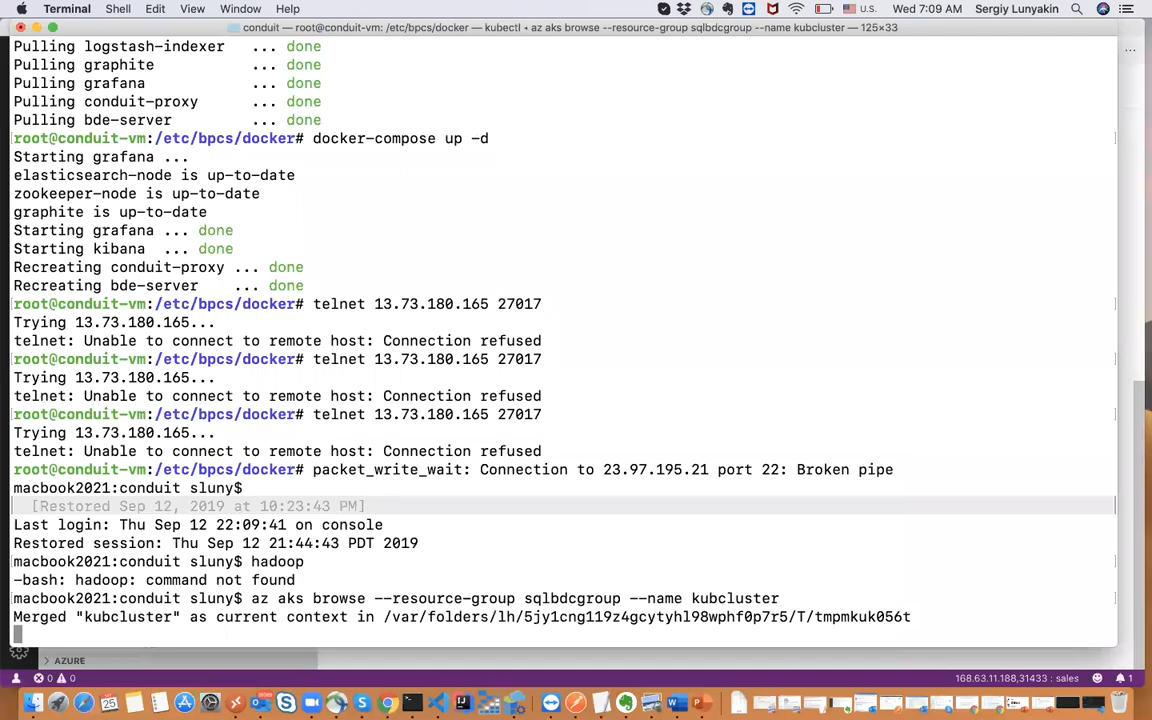 Terminal Shell Edit View Window Help U.S. Wed 7:09 AM Sergiy Lunyakin
conduit — root@conduit-vm: /etc/bpcs/docker — kubectl ◂ az aks browse --resource-group sqlbdcgroup --name kubcluster — 125×33
Pulling logstash-indexer ... done
Pulling graphite ... done
Pulling grafana ... done
Pulling conduit-proxy ... done
Pulling bde-server ... done
root@conduit-vm:/etc/bpcs/docker# docker-compose up -d
Starting grafana ...
elasticsearch-node is up-to-date
zookeeper-node is up-to-date
graphite is up-to-date
Starting grafana ... done
Starting kibana ... done
Recreating conduit-proxy ... done
Recreating bde-server ... done
root@conduit-vm:/etc/bpcs/docker# telnet 13.73.180.165 27017
Trying 13.73.180.165...
telnet: Unable to connect to remote host: Connection refused
root@conduit-vm:/etc/bpcs/docker# telnet 13.73.180.165 27017
Trying 13.73.180.165...
telnet: Unable to connect to remote host: Connection refused
root@conduit-vm:/etc/bpcs/docker# telnet 13.73.180.165 27017
Trying 13.73.180.165...
telnet: Unable to connect to remote host: Connection refused
root@conduit-vm:/etc/bpcs/docker# packet_write_wait: Connection to 23.97.195.21 port 22: Broken pipe
macbook2021:conduit sluny$
[Restored Sep 12, 2019 at 10:23:43 PM]
Last login: Thu Sep 12 22:09:41 on console
Restored session: Thu Sep 12 21:44:43 PDT 2019
macbook2021:conduit sluny$ hadoop
-bash: hadoop: command not found
macbook2021:conduit sluny$ az aks browse --resource-group sqlbdcgroup --name kubcluster
Merged "kubcluster" as current context in /var/folders/lh/5jy1cng119z4gcytyhl98wphf0p7r5/T/tmpmkuk056t
AZURE
0 0 168.63.11.188,31433 : sales 1